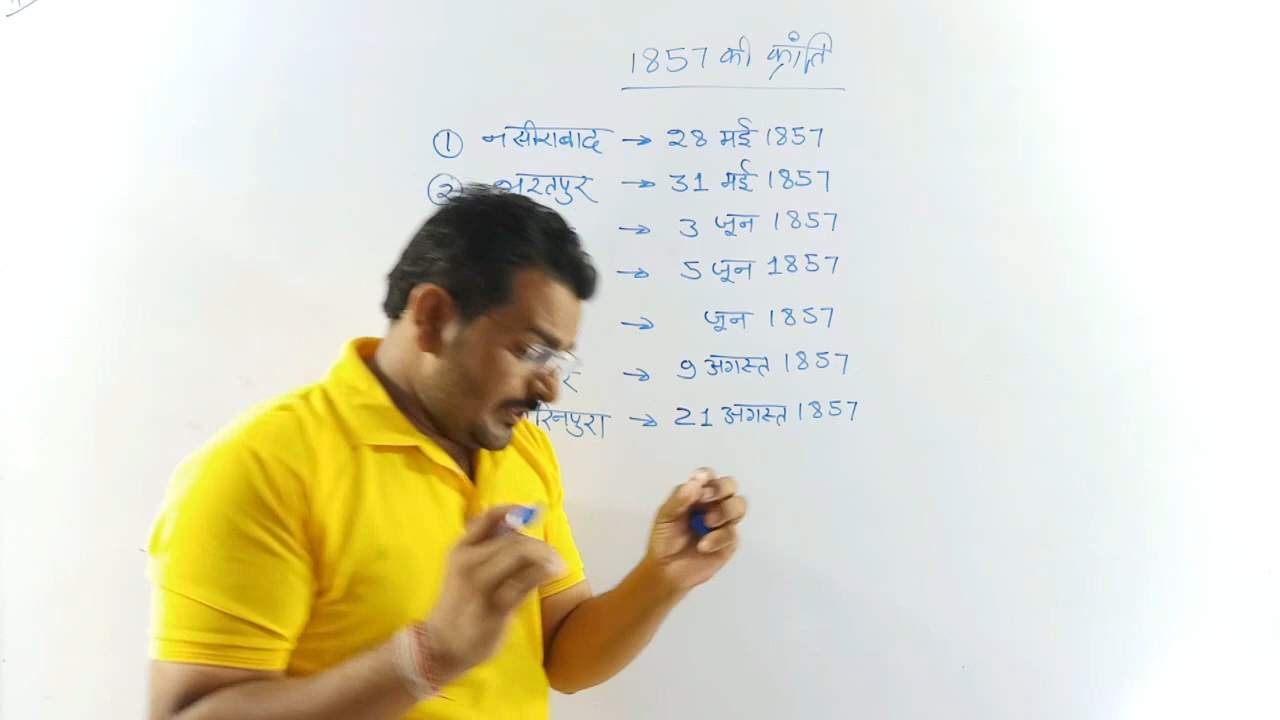 1857 की क्रांति
① नसीराबाद → 28 मई 1857
② भरतपुर → 31 मई 1857
→ 3 जून 1857
→ 5 जून 1857
→ जून 1857
र → 9 अगस्त 1857
रिनपुरा → 21 अगस्त 1857